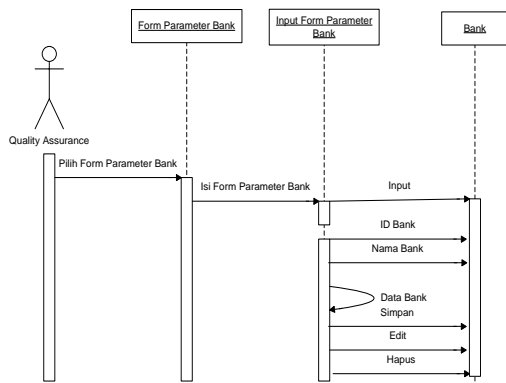 Form Parameter Bank
Input Form Parameter
Bank
Bank
Quality Assurance
Pilih Form Parameter Bank
Isi Form Parameter Bank
Input
ID Bank
Nama Bank
Data Bank
Simpan
Edit
Hapus